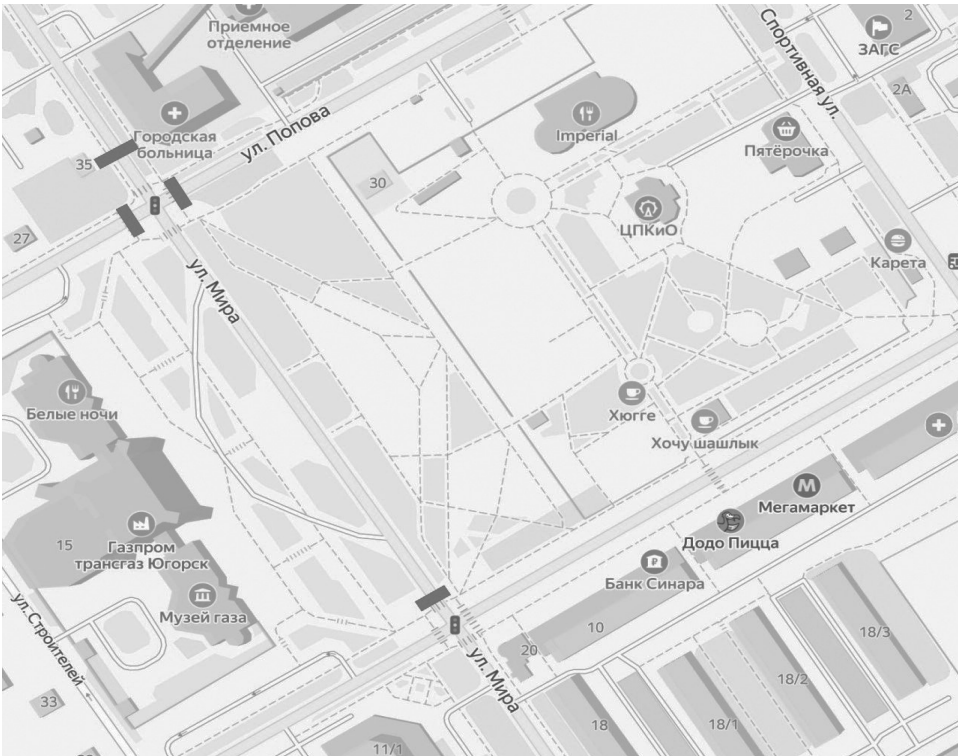 Приемное
отделение
2
ЗАГС
Спортивная ул.
2А
Городская
больница
ул. Попова
Imperial
Пятёрочка
35
30
ЦПКиО
27
Карета
ул. Мира
Белые ночи
Хюгге
Хочу шашлык
М
Мегамаркет
Додо Пицца
15
Газпром
трансгаз Югорск
Банк Синара
Музей газа
ул. Строителей
10
20
18/3
ул. Мира
18/2
33
18
18/1
11/1